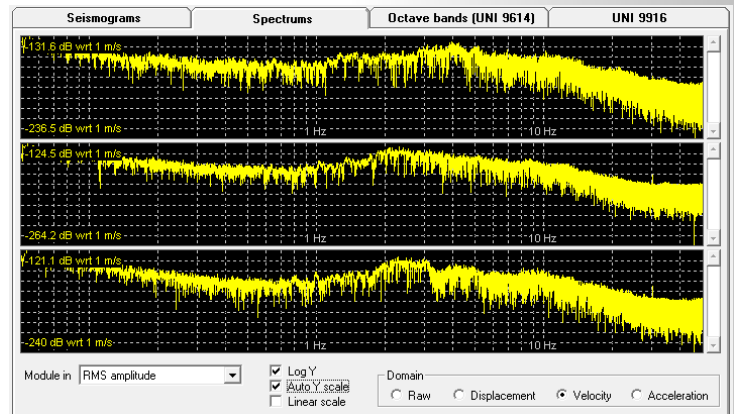 Seismograms Spectrums Octave bands (UNI 9614) UNI 9916
-131.6 dB wrt 1 m/s
-236.5 dB wrt 1 m/s 1 Hz 10 Hz
-124.5 dB wrt 1 m/s
-264.2 dB wrt 1 m/s 1 Hz 10 Hz
-121.1 dB wrt 1 m/s
-240 dB wrt 1 m/s 1 Hz 10 Hz
Module in RMS amplitude
Log Y
Auto Y scale
Linear scale
Domain
Raw Displacement Velocity Acceleration